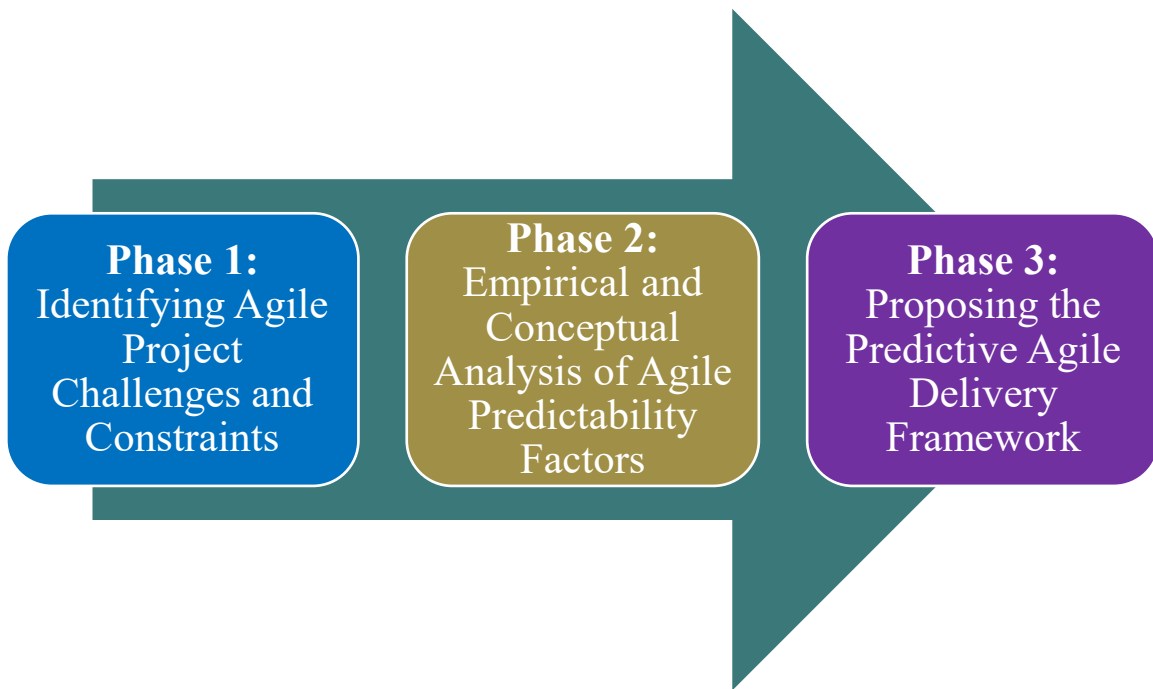 Phase 1:
Identifying Agile
Project
Challenges and
Constraints
Phase 2:
Empirical and
Conceptual
Analysis of Agile
Predictability
Factors
Phase 3:
Proposing the
Predictive Agile
Delivery
Framework